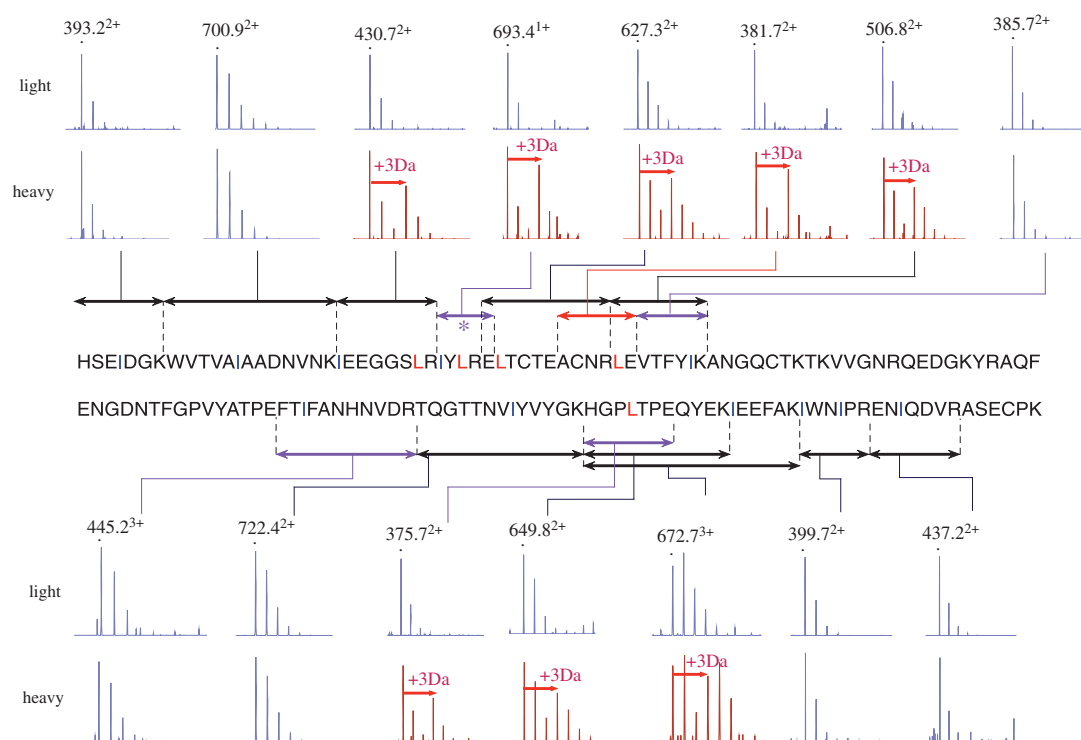 393.2²⁺ 700.9²⁺ 430.7²⁺ 693.4¹⁺ 627.3²⁺ 381.7²⁺ 506.8²⁺ 385.7²⁺
light
heavy
+3Da +3Da +3Da +3Da +3Da
*
HSEIDGKWVTVAIAADNVNKIEEGGSLRIYLRELTCTEACNRLEVTFYIKANGQCTKTKVVGNRQEDGKYRAQF
ENGDNTFGPVYATPEFTIFANHNVDRTQGTTNVIYVYGKHGPLTPEQYEKIEEFAKIWNIPRENIQDVRASECPK
445.2³⁺ 722.4²⁺ 375.7²⁺ 649.8²⁺ 672.7³⁺ 399.7²⁺ 437.2²⁺
light
heavy
+3Da +3Da +3Da